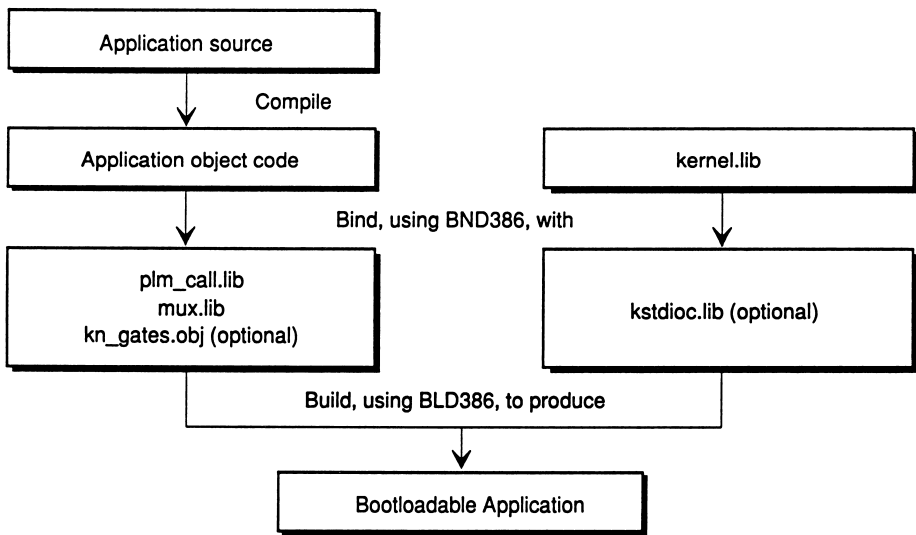 Application source
Compile
Application object code
kernel.lib
Bind, using BND386, with
plm_call.lib
mux.lib
kn_gates.obj (optional)
kstdioc.lib (optional)
Build, using BLD386, to produce
Bootloadable Application